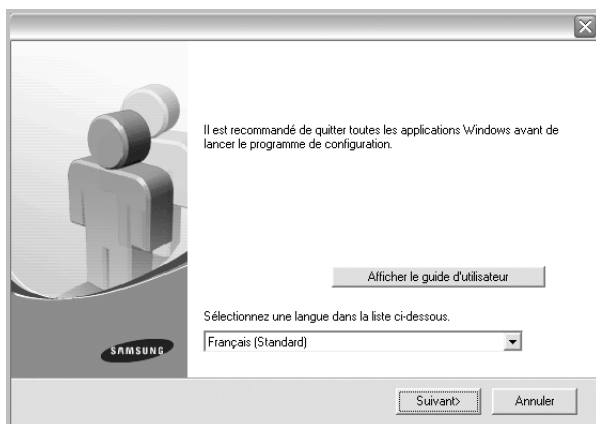 Il est recommandé de quitter toutes les applications Windows avant de
lancer le programme de configuration.
Afficher le guide d'utilisateur
Sélectionnez une langue dans la liste ci-dessous.
Français (Standard)
SAMSUNG
Suivant>
Annuler